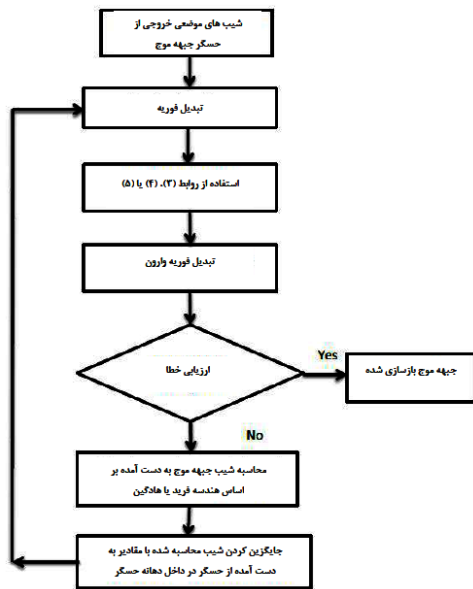 شیب های موضعی خروجی از
حسگر جبهه موج
تبدیل فوریه
استفاده از روابط (۳)، (۴) یا (۵)
تبدیل فوریه وارون
ارزیابی خطا
Yes
جبهه موج بازسازی شده
No
محاسبه شیب جبهه موج به دست آمده بر
اساس هندسه فرید یا هادگین
جایگزین کردن شیب محاسبه شده با مقادیر به
دست آمده از حسگر در داخل دهانه حسگر